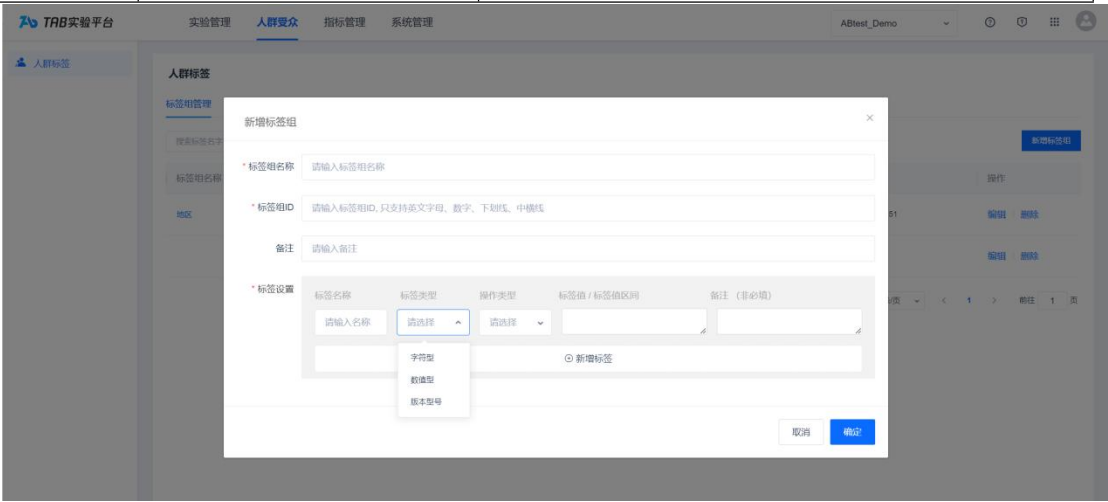 TAB实验平台 实验管理 人群受众 指标管理 系统管理 ABtest_Demo
人群标签
人群标签
标签组管理
新增标签组
搜索标签名字 新增标签组
* 标签组名称 请输入标签组名称
标签组名称 操作
* 标签组ID 请输入标签组ID, 只支持英文字母、数字、下划线、中横线
地区 51 编辑 删除
备注 请输入备注
编辑 删除
* 标签设置
标签名称 标签类型 操作类型 标签值 / 标签值区间 备注 (非必填)
页 1 前往 1 页
请输入名称 请选择 请选择
字符型
新增标签
数值型
版本型号
取消 确定